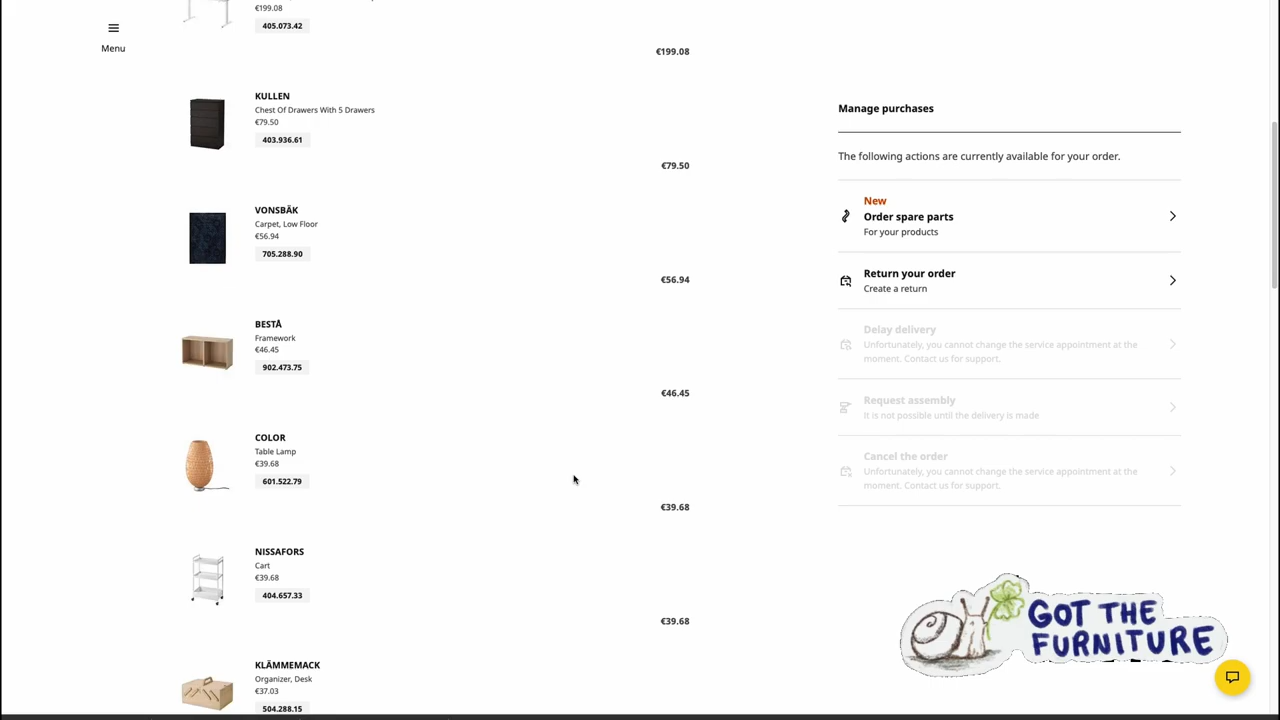 Menu
€199.08
405.073.42
€199.08
KULLEN
Chest Of Drawers With 5 Drawers
€79.50
403.936.61
€79.50
VONSBÄK
Carpet, Low Floor
€56.94
705.288.90
€56.94
BESTÅ
Framework
€46.45
902.473.75
€46.45
COLOR
Table Lamp
€39.68
601.522.79
€39.68
NISSAFORS
Cart
€39.68
404.657.33
€39.68
KLÄMMEMACK
Organizer, Desk
€37.03
504.288.15
Manage purchases
The following actions are currently available for your order.
New
Order spare parts
For your products
Return your order
Create a return
Delay delivery
Unfortunately, you cannot change the service appointment at the
moment. Contact us for support.
Request assembly
It is not possible until the delivery is made
Cancel the order
Unfortunately, you cannot change the service appointment at the
moment. Contact us for support.
GOT THE
FURNITURE